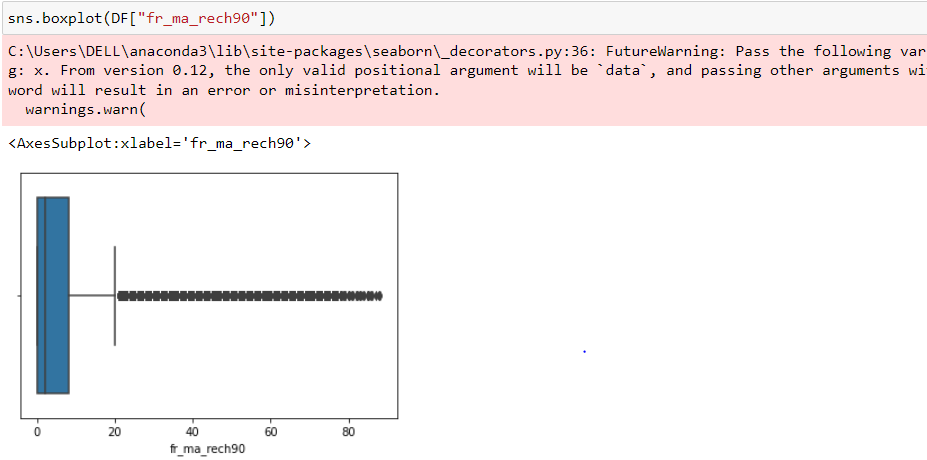 sns.boxplot(DF["fr_ma_rech90"])
C:\Users\DELL\anaconda3\lib\site-packages\seaborn\_decorators.py:36: FutureWarning: Pass the following var
g: x. From version 0.12, the only valid positional argument will be `data`, and passing other arguments wi
word will result in an error or misinterpretation.
  warnings.warn(
<AxesSubplot:xlabel='fr_ma_rech90'>
0 20 40 60 80
fr_ma_rech90